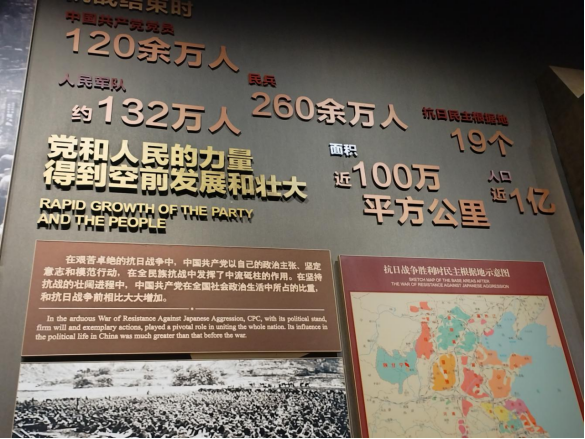 抗战结束时
中国共产党党员
120余万人
人民军队
约132万人
民兵
260余万人
抗日民主根据地
19个
面积
近100万
平方公里
人口
近1亿
党和人民的力量
得到空前发展和壮大
RAPID GROWTH OF THE PARTY
AND THE PEOPLE
在艰苦卓绝的抗日战争中，中国共产党以自己的政治主张、坚定
意志和模范行动，在全民族抗战中发挥了中流砥柱的作用。在坚持
抗战的壮阔进程中，中国共产党在全国社会政治生活中所占的比重，
和抗日战争前相比大大增加。
In the arduous War of Resistance Against Japanese Aggression, CPC, with its political stand,
firm will and exemplary actions, played a pivotal role in uniting the whole nation. Its influence in
the political life in China was much greater than that before the war.
抗日战争胜利时民主根据地示意图
SKETCH MAP OF THE BASE AREAS AFTER
THE WAR OF RESISTANCE AGAINST JAPANESE AGGRESSION